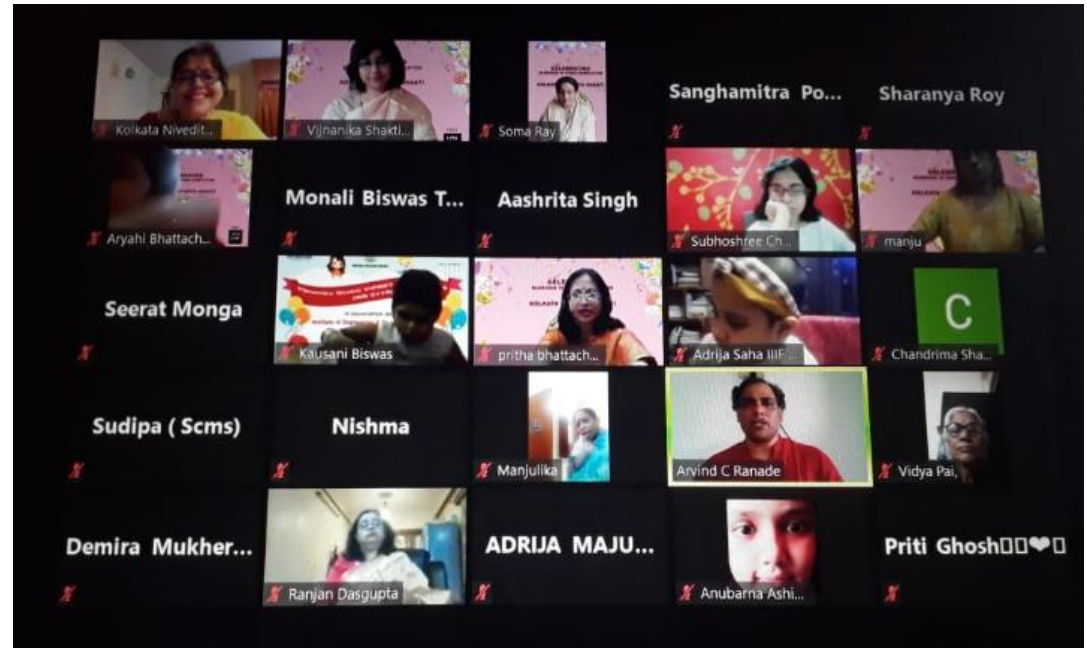 Kolkata Nivedit...
Vijnanika Shakti...
Soma Ray
Sanghamitra Po...
Sharanya Roy
Aryahi Bhattach...
Monali Biswas T...
Aashrita Singh
Subhoshree Ch...
manju
Seerat Monga
Kausani Biswas
pritha bhattach...
Adrija Saha IIIF ...
C
Chandrima Sha...
Sudipa ( Scms)
Nishma
Manjulika
Arvind C Ranade
Vidya Pai,
Demira Mukher...
Ranjan Dasgupta
ADRIJA MAJU...
Anubarna Ashi...
Priti Ghosh❤